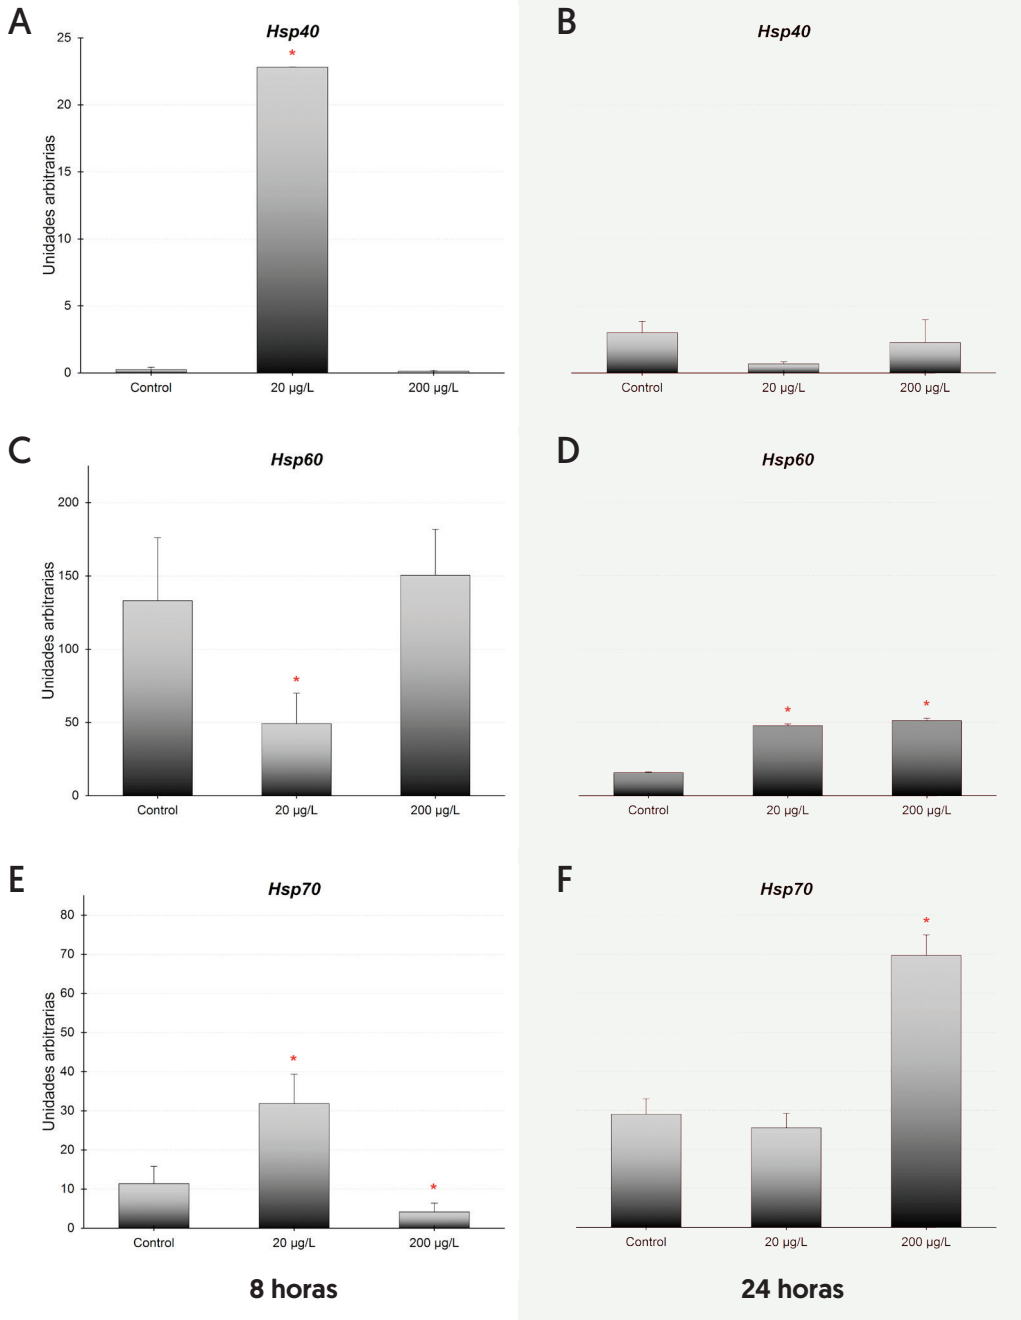 A
Hsp40
*
25
20
15
10
5
0
Unidades arbitrarias
Control 20 µg/L 200 µg/L
B
Hsp40
Control 20 µg/L 200 µg/L
C
Hsp60
200
150
100
50
0
Unidades arbitrarias
*
Control 20 µg/L 200 µg/L
D
Hsp60
* *
Control 20 µg/L 200 µg/L
E
Hsp70
80
70
60
50
40
30
20
10
0
Unidades arbitrarias
*
*
Control 20 µg/L 200 µg/L
8 horas
F
Hsp70
*
Control 20 µg/L 200 µg/L
24 horas